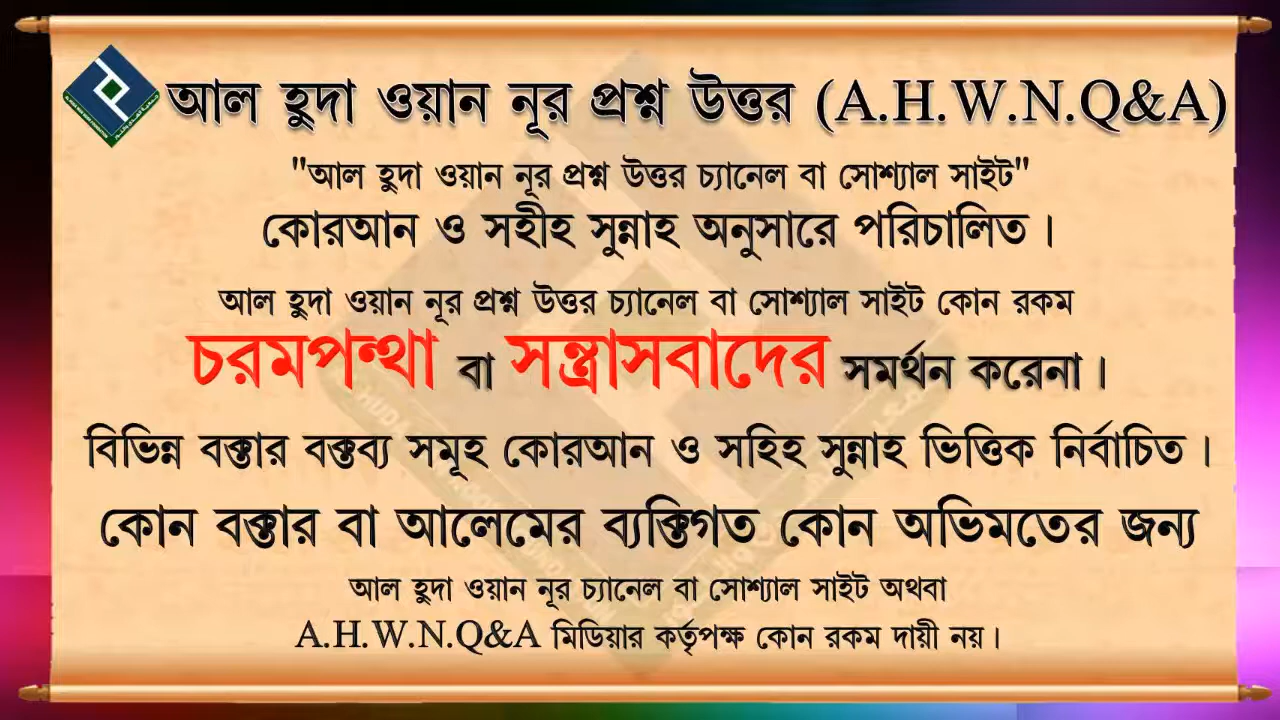 আল হুদা ওয়ান নূর প্রশ্ন উত্তর (A.H.W.N.Q&A)
"আল হুদা ওয়ান নূর প্রশ্ন উত্তর চ্যানেল বা সোশ্যাল সাইট"
কোরআন ও সহীহ সুন্নাহ অনুসারে পরিচালিত।
আল হুদা ওয়ান নূর প্রশ্ন উত্তর চ্যানেল বা সোশ্যাল সাইট কোন রকম
চরমপন্থা বা সন্ত্রাসবাদের সমর্থন করেনা।
বিভিন্ন বক্তার বক্তব্য সমূহ কোরআন ও সহিহ সুন্নাহ ভিত্তিক নির্বাচিত।
কোন বক্তার বা আলেমের ব্যক্তিগত কোন অভিমতের জন্য
আল হুদা ওয়ান নূর চ্যানেল বা সোশ্যাল সাইট অথবা
A.H.W.N.Q&A মিডিয়ার কর্তৃপক্ষ কোন রকম দায়ী নয়।